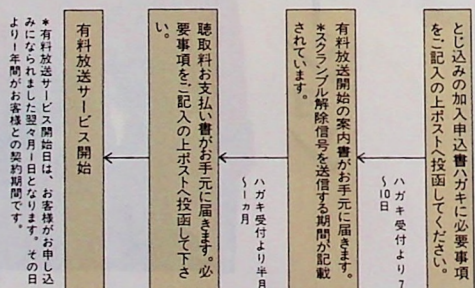 とじ込みの加入申込書ハガキに必要事項
をご記入の上ポストへ投函してください。
ハガキ受付より7
〜10日
有料放送開始の案内書がお手元に届きます。
*スクランブル解除信号を送信する期間が記載
されています。
ハガキ受付より半月
〜1ヵ月
聴取料お支払い書がお手元に届きます。必
要事項をご記入の上ポストへ投函して下さ
い。
有料放送サービス開始
*有料放送サービス開始日は、お客様がお申し込
みになられました翌々月1日となります。その日
より1年間がお客様との契約期間です。